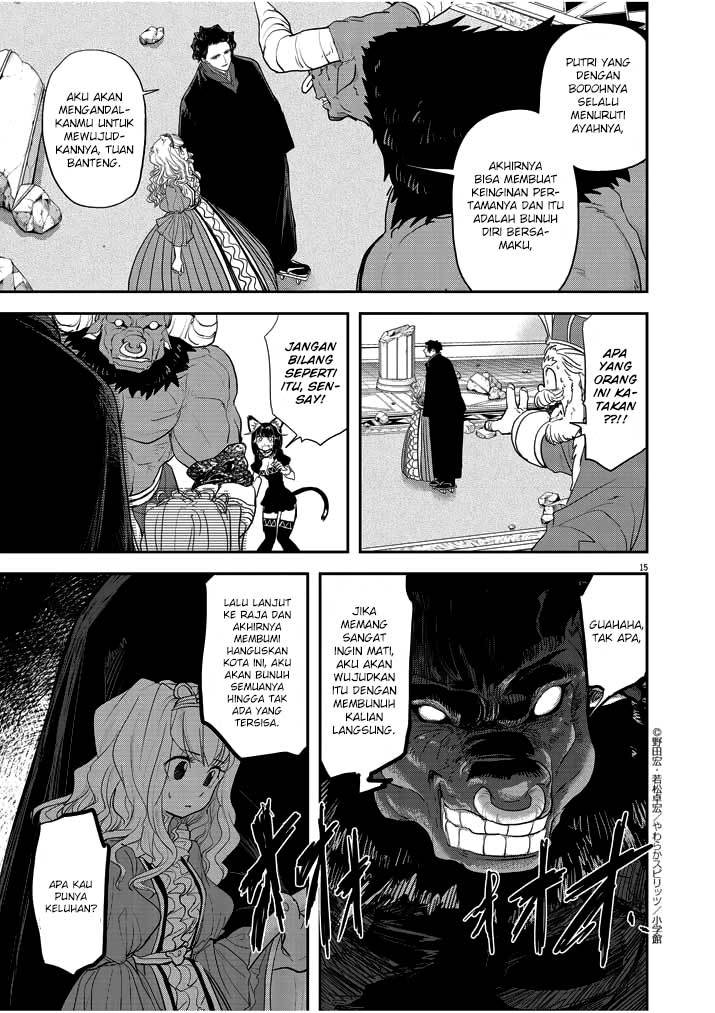 PUTRI YANG
DENGAN
BODOHNYA
SELALU
MENURUTI
AYAHNYA,
AKHIRNYA
BISA MEMBUAT
KEINGINAN PER-
TAMANYA DAN ITU
ADALAH BUNUH
DIRI BERSA-
MAKU,
AKU AKAN
MENGANDAL-
KANMU UNTUK
MEWUJUD-
KANNYA, TUAN
BANTENG.
APA
YANG
ORANG
INI KA-
TAKAN
??!!
JANGAN
BILANG
SEPERTI
ITU, SEN-
SAY!
15
GUAHAHA,
TAK APA,
JIKA
MEMANG
SANGAT
INGIN MATI,
AKU AKAN
WUJUDKAN
ITU DENGAN
MEMBUNUH
KALIAN
LANGSUNG.
LALU LANJUT
KE RAJA DAN
AKHIRNYA
MEMBUMI
HANGUSKAN
KOTA INI, AKU
AKAN BUNUH
SEMUANYA
HINGGA TAK
ADA YANG
TERSISA.
APA KAU
PUNYA
KELUHAN?
オオオオ
©野田宏・若松卓宏／やわらかスピリッツ／小学館